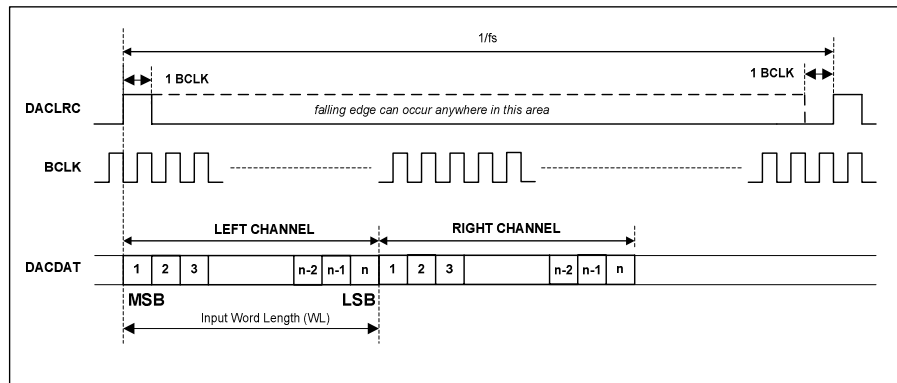 1/fs
1 BCLK
1 BCLK
DACLRC
falling edge can occur anywhere in this area
BCLK
LEFT CHANNEL
RIGHT CHANNEL
DACDAT
1 2 3 n-2 n-1 n 1 2 3 n-2 n-1 n
MSB LSB
Input Word Length (WL)